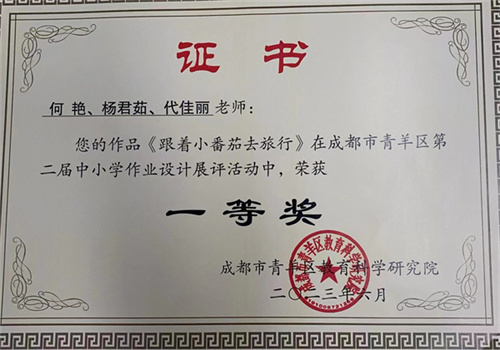 证书
何 艳、杨君茹、代佳丽 老师：
您的作品《跟着小番茄去旅行》在成都市青羊区第
二届中小学作业设计展评活动中，荣获
一等奖
成都市青羊区教育科学研究院
二〇二三年六月